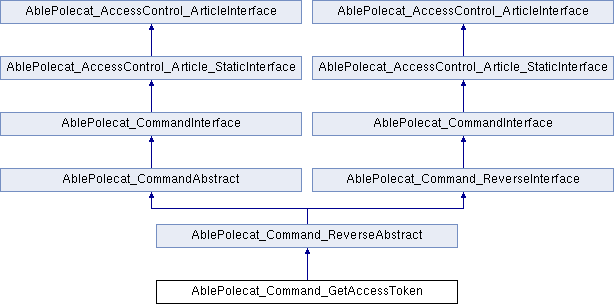 AblePolecat_AccessControl_ArticleInterface
AblePolecat_AccessControl_ArticleInterface
AblePolecat_AccessControl_Article_StaticInterface
AblePolecat_AccessControl_Article_StaticInterface
AblePolecat_CommandInterface
AblePolecat_CommandInterface
AblePolecat_CommandAbstract
AblePolecat_Command_ReverseInterface
AblePolecat_Command_ReverseAbstract
AblePolecat_Command_GetAccessToken